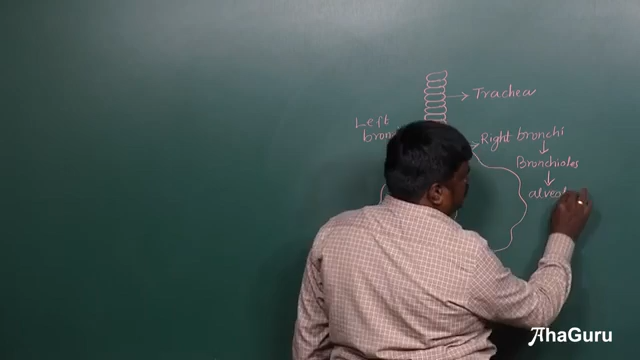 Trachea
Left
Right bronchi
Bronchioles
AhaGuru